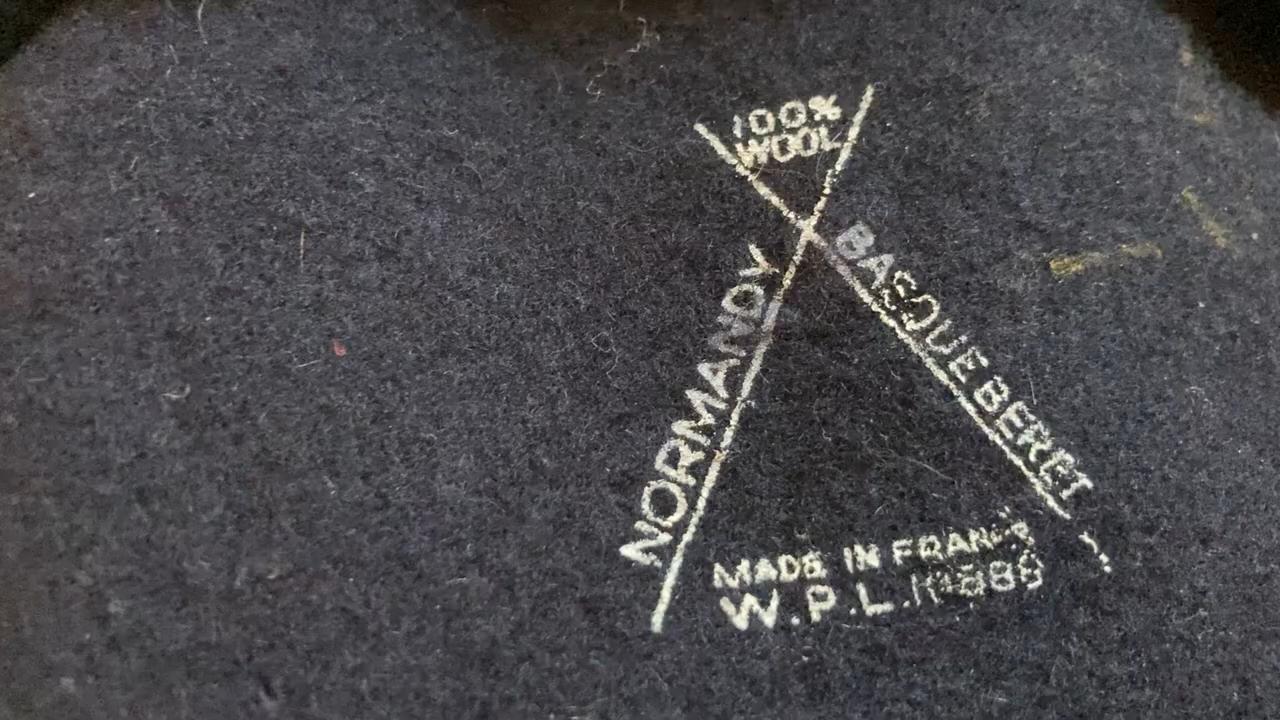 100%
WOOL
NORMANDY
BASQUE BERET
MADE IN FRANCE
W.P.L.